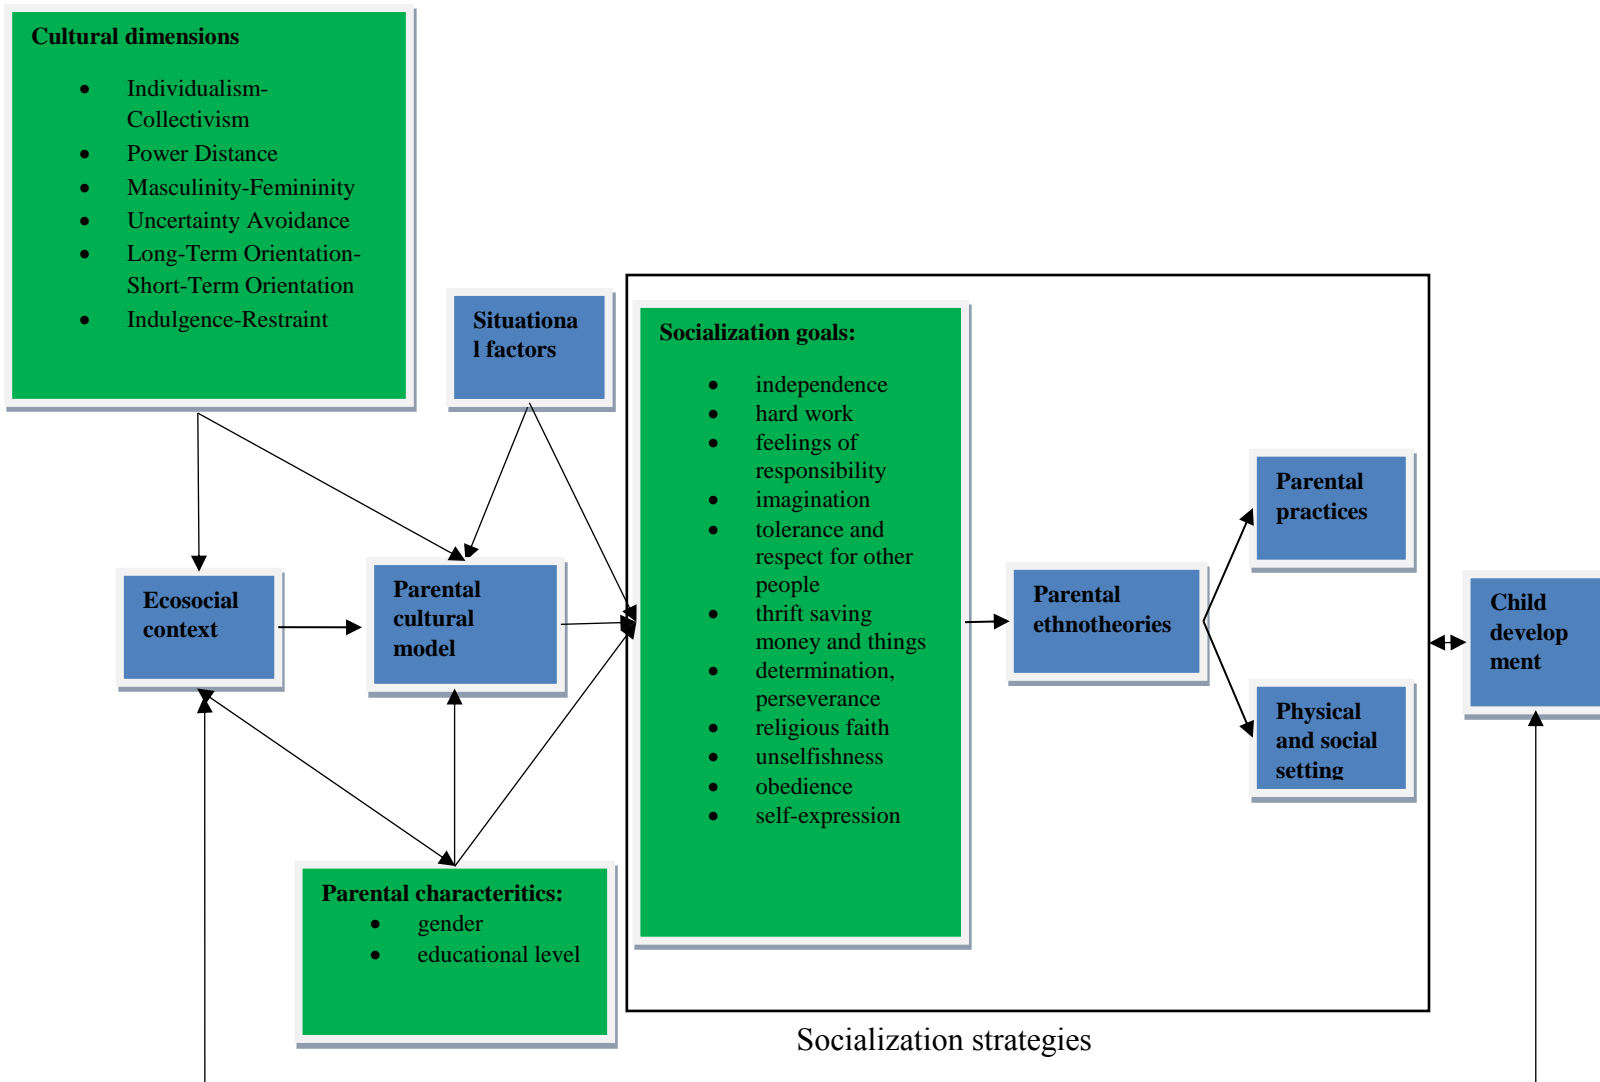 Cultural dimensions
• Individualism-
Collectivism
• Power Distance
• Masculinity-Femininity
• Uncertainty Avoidance
• Long-Term Orientation-
Short-Term Orientation
• Indulgence-Restraint
Situationa
l factors
Socialization goals:
• independence
• hard work
• feelings of
responsibility
• imagination
• tolerance and
respect for other
people
• thrift saving
money and things
• determination,
perseverance
• religious faith
• unselfishness
• obedience
• self-expression
Parental
practices
Ecosocial
context
Parental
cultural
model
Parental
ethnotheories
Child
develop
ment
Physical
and social
setting
Parental characteritics:
• gender
• educational level
Socialization strategies